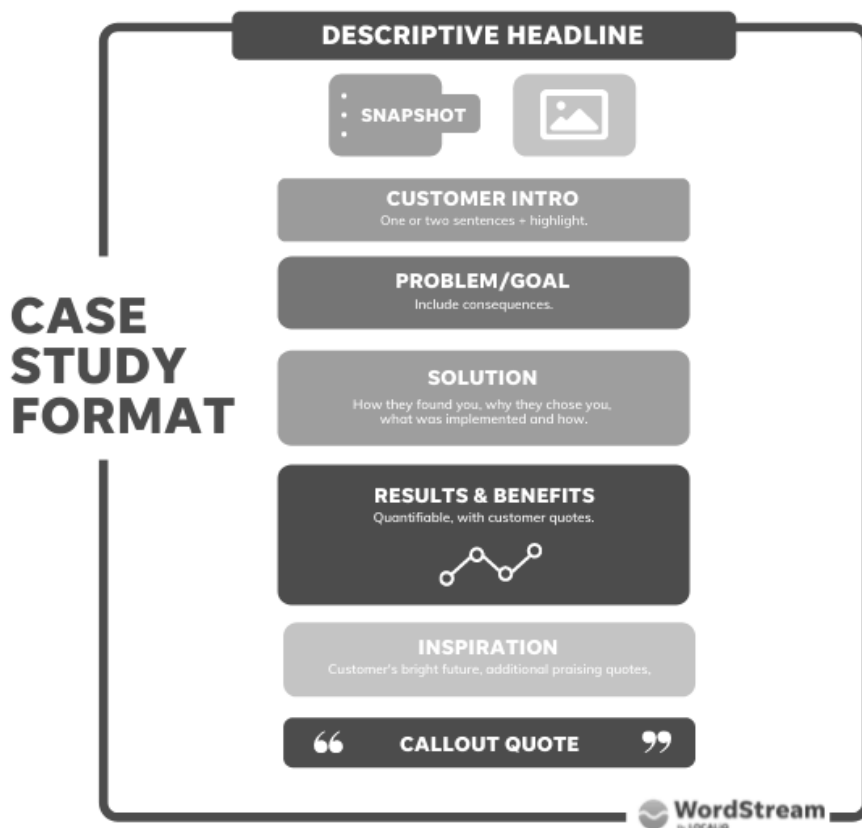 DESCRIPTIVE HEADLINE
SNAPSHOT
CUSTOMER INTRO
One or two sentences + highlight.
PROBLEM/GOAL
Include consequences.
CASE
STUDY
FORMAT
SOLUTION
How they found you, why they chose you,
what was implemented and how.
RESULTS & BENEFITS
Quantifiable, with customer quotes.
INSPIRATION
Customer's bright future, additional praising quotes,
“ CALLOUT QUOTE ”
WordStream